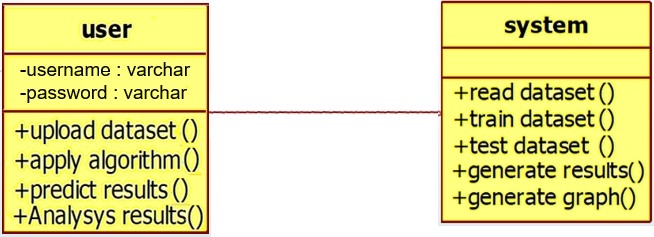 user
-username : varchar
-password : varchar
+upload dataset ()
+apply algorithm()
+predict results ()
+Analysys results()
system
+read dataset ()
+train dataset()
+test dataset ()
+generate results()
+generate graph()